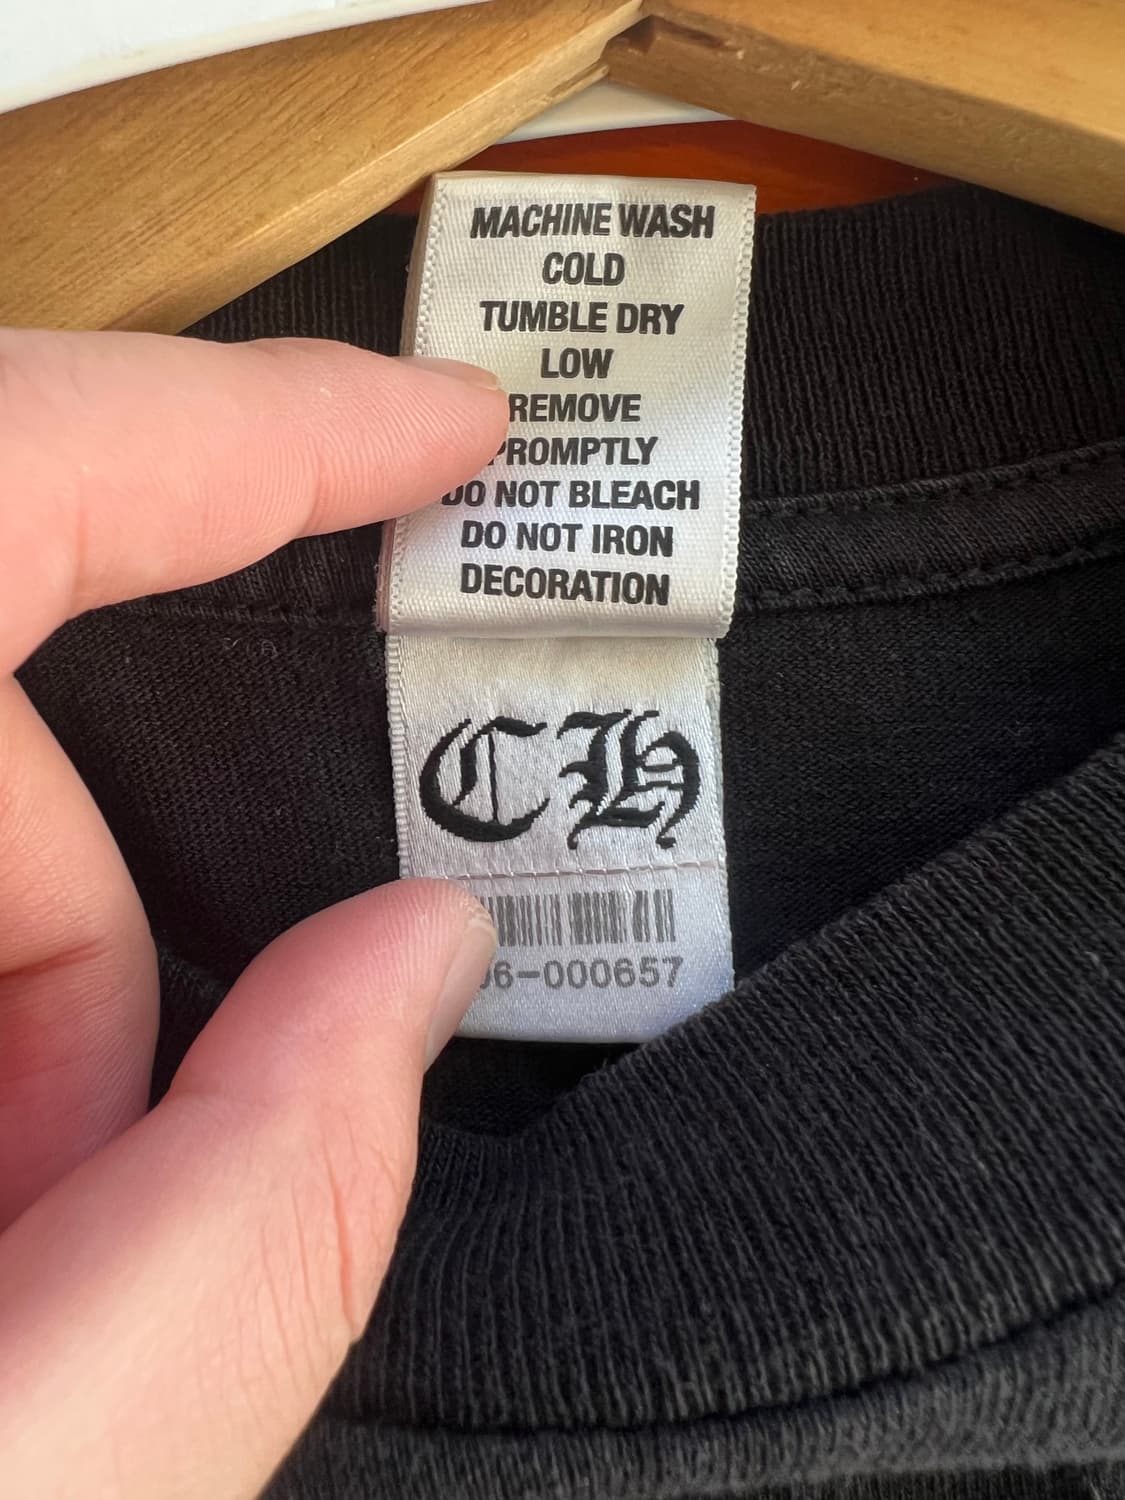 MACHINE WASH
COLD
TUMBLE DRY
LOW
REMOVE
PROMPTLY
DO NOT BLEACH
DO NOT IRON
DECORATION
CH
06-000657